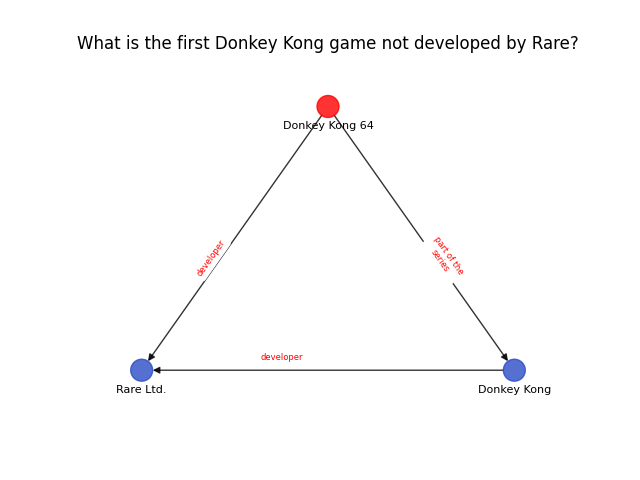 What is the first Donkey Kong game not developed by Rare?
Donkey Kong 64
developer
part of the
series
developer
Rare Ltd.
Donkey Kong